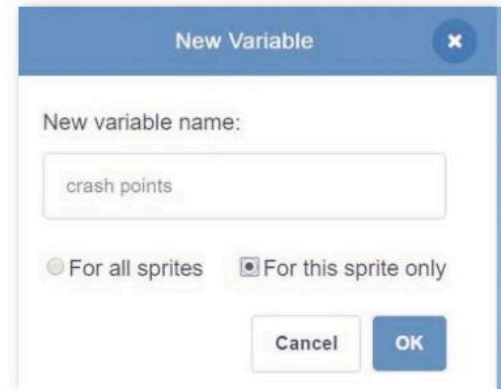 New Variable
New variable name:
crash points
For all sprites For this sprite only
Cancel OK